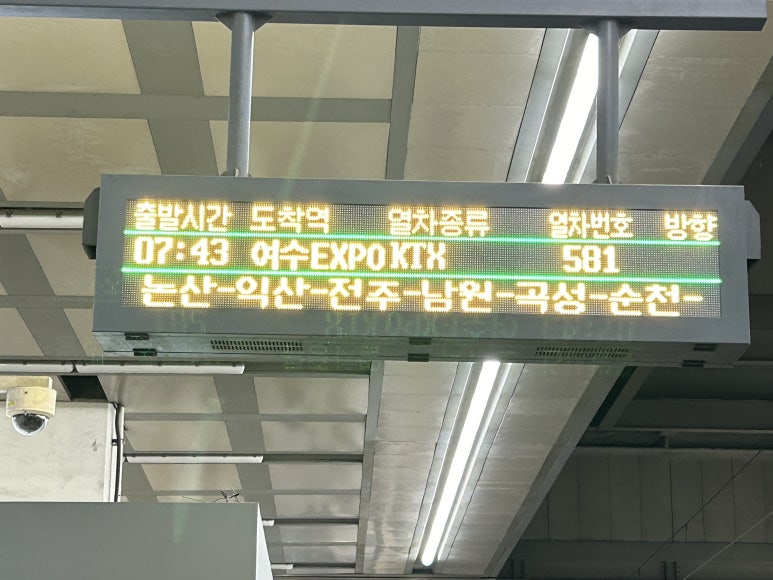 출발시간 도착역 열차종류 열차번호 방향
07:43 여수EXPO KTX 581
논산-익산-전주-남원-곡성-순천-